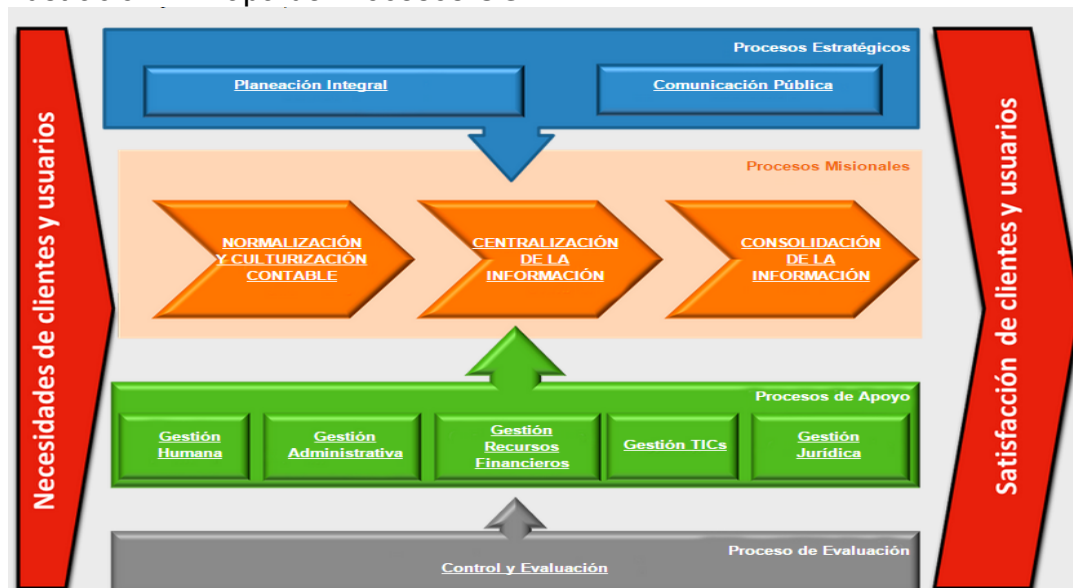 Procesos Estratégicos
Planeación Integral
Comunicación Pública
Necesidades de clientes y usuarios
Procesos Misionales
NORMALIZACIÓN
Y CULTURIZACIÓN
CONTABLE
CENTRALIZACIÓN
DE LA
INFORMACIÓN
CONSOLIDACIÓN
DE LA
INFORMACIÓN
Satisfacción de clientes y usuarios
Procesos de Apoyo
Gestión
Humana
Gestión
Administrativa
Gestión
Recursos
Financieros
Gestión TICs
Gestión
Jurídica
Proceso de Evaluación
Control y Evaluación